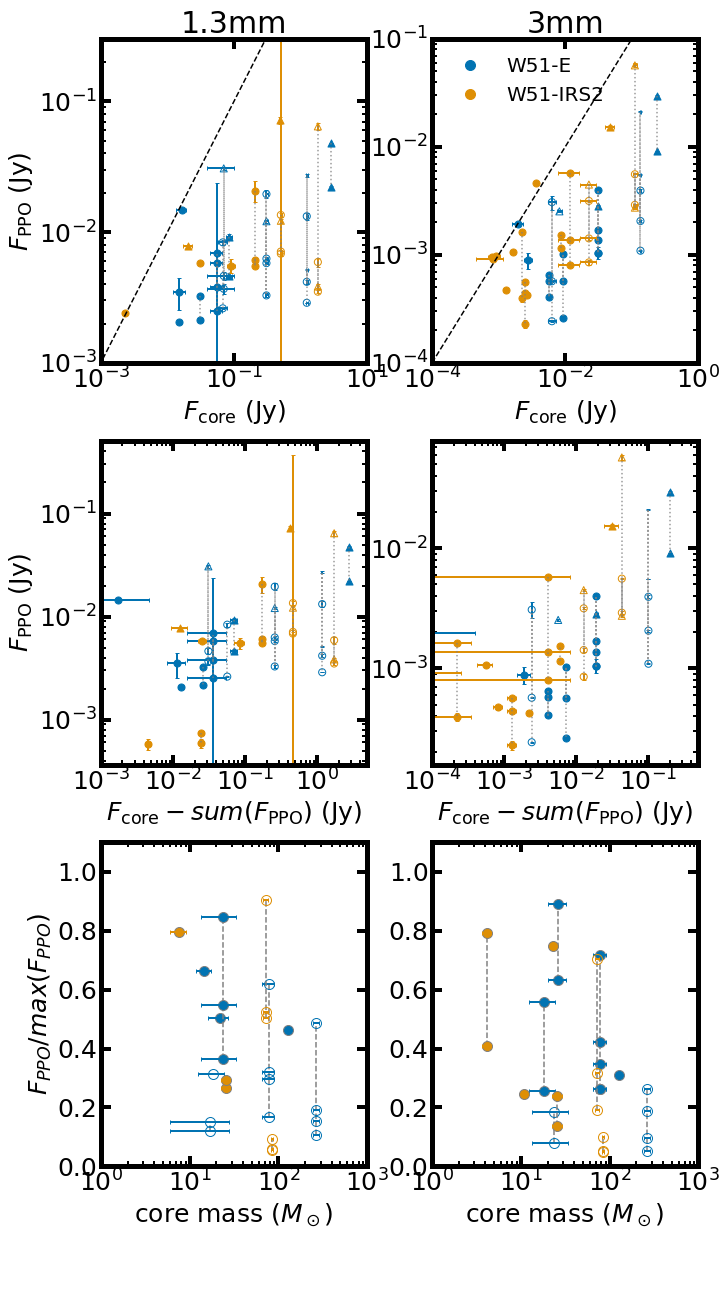 1.3mm 3mm
W51-E
W51-IRS2
F_PPO (Jy)
10^-1
10^-2
10^-3
10^-1
10^-2
10^-3
10^-4
10^-3 10^-1 10^1 10^-4 10^-2 10^0
F_core (Jy) F_core (Jy)
F_PPO (Jy)
10^-1
10^-2
10^-3
10^-2
10^-3
10^-3 10^-2 10^-1 10^0 10^-4 10^-3 10^-2 10^-1
F_core − sum(F_PPO) (Jy) F_core − sum(F_PPO) (Jy)
F_PPO/max(F_PPO)
1.0 1.0
0.8 0.8
0.6 0.6
0.4 0.4
0.2 0.2
0.0 0.0
10^0 10^1 10^2 10^3 10^0 10^1 10^2 10^3
core mass (M_⊙) core mass (M_⊙)